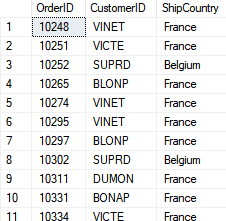 OrderID CustomerID ShipCountry
1 10248 VINET France
2 10251 VICTE France
3 10252 SUPRD Belgium
4 10265 BLONP France
5 10274 VINET France
6 10295 VINET France
7 10297 BLONP France
8 10302 SUPRD Belgium
9 10311 DUMON France
10 10331 BONAP France
11 10334 VICTE France